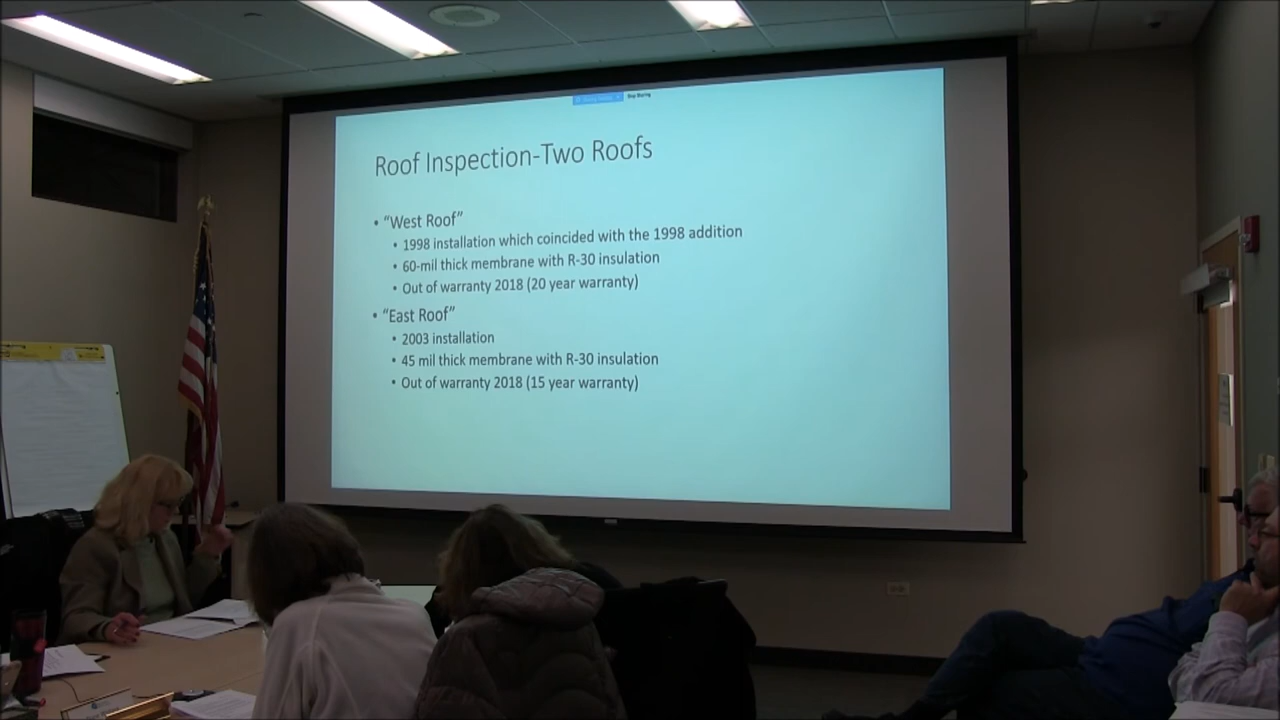 Stop Sharing
Roof Inspection-Two Roofs
• “West Roof”
• 1998 installation which coincided with the 1998 addition
• 60-mil thick membrane with R-30 insulation
• Out of warranty 2018 (20 year warranty)
• “East Roof”
• 2003 installation
• 45 mil thick membrane with R-30 insulation
• Out of warranty 2018 (15 year warranty)